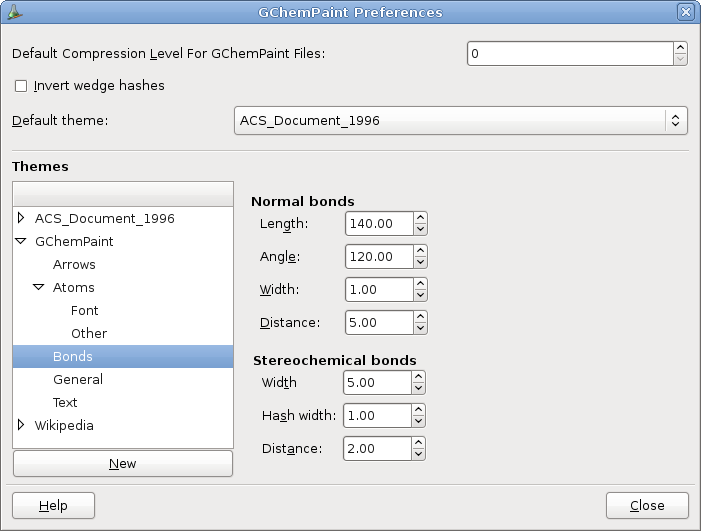 GChemPaint Preferences
Default Compression Level For GChemPaint Files: 0
Invert wedge hashes
Default theme: ACS_Document_1996
Themes
ACS_Document_1996
GChemPaint
Arrows
Atoms
Font
Other
Bonds
General
Text
Wikipedia
New
Normal bonds
Length: 140.00
Angle: 120.00
Width: 1.00
Distance: 5.00
Stereochemical bonds
Width 5.00
Hash width: 1.00
Distance: 2.00
Help
Close